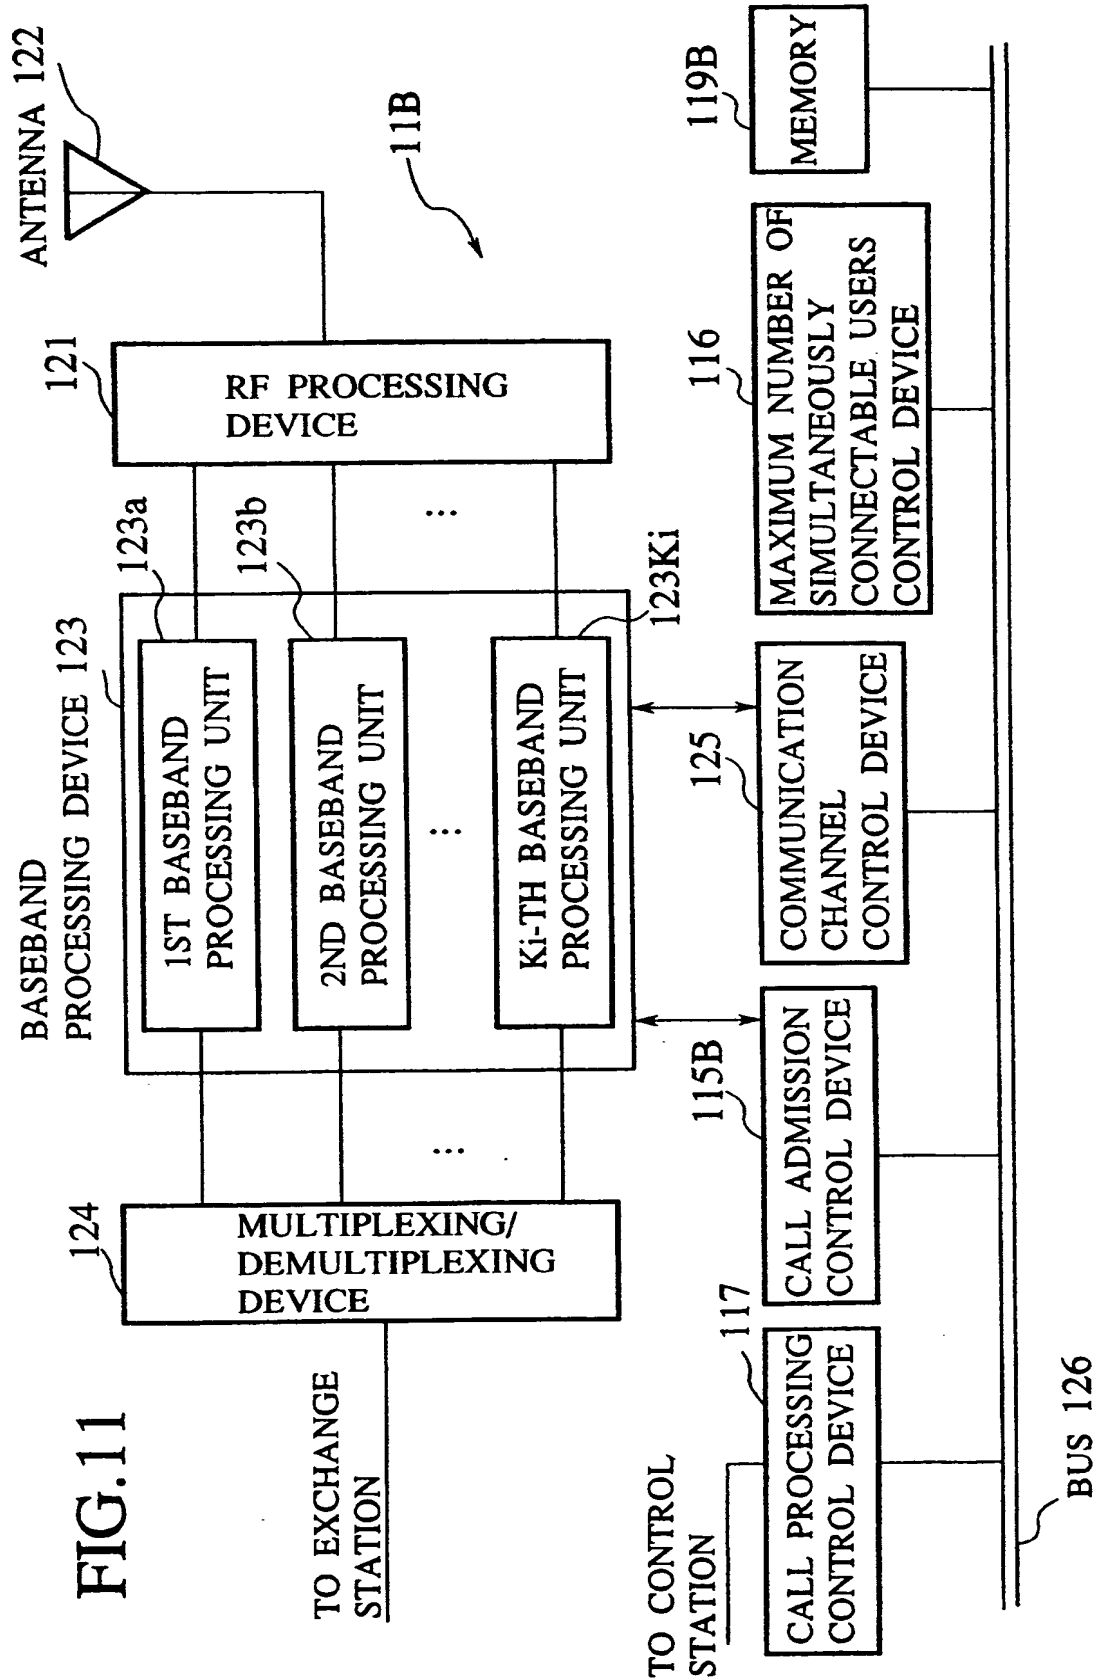 FIG.11
ANTENNA 122
11B
121
RF PROCESSING
DEVICE
BASEBAND
PROCESSING DEVICE 123
123a
1ST BASEBAND
PROCESSING UNIT
123b
2ND BASEBAND
PROCESSING UNIT
...
...
...
123Ki
Ki-TH BASEBAND
PROCESSING UNIT
124
MULTIPLEXING/
DEMULTIPLEXING
DEVICE
TO EXCHANGE
STATION
TO CONTROL
STATION
117
CALL PROCESSING
CONTROL DEVICE
115B
CALL ADMISSION
CONTROL DEVICE
125
COMMUNICATION
CHANNEL
CONTROL DEVICE
116
MAXIMUM NUMBER OF
SIMULTANEOUSLY
CONNECTABLE USERS
CONTROL DEVICE
119B
MEMORY
BUS 126